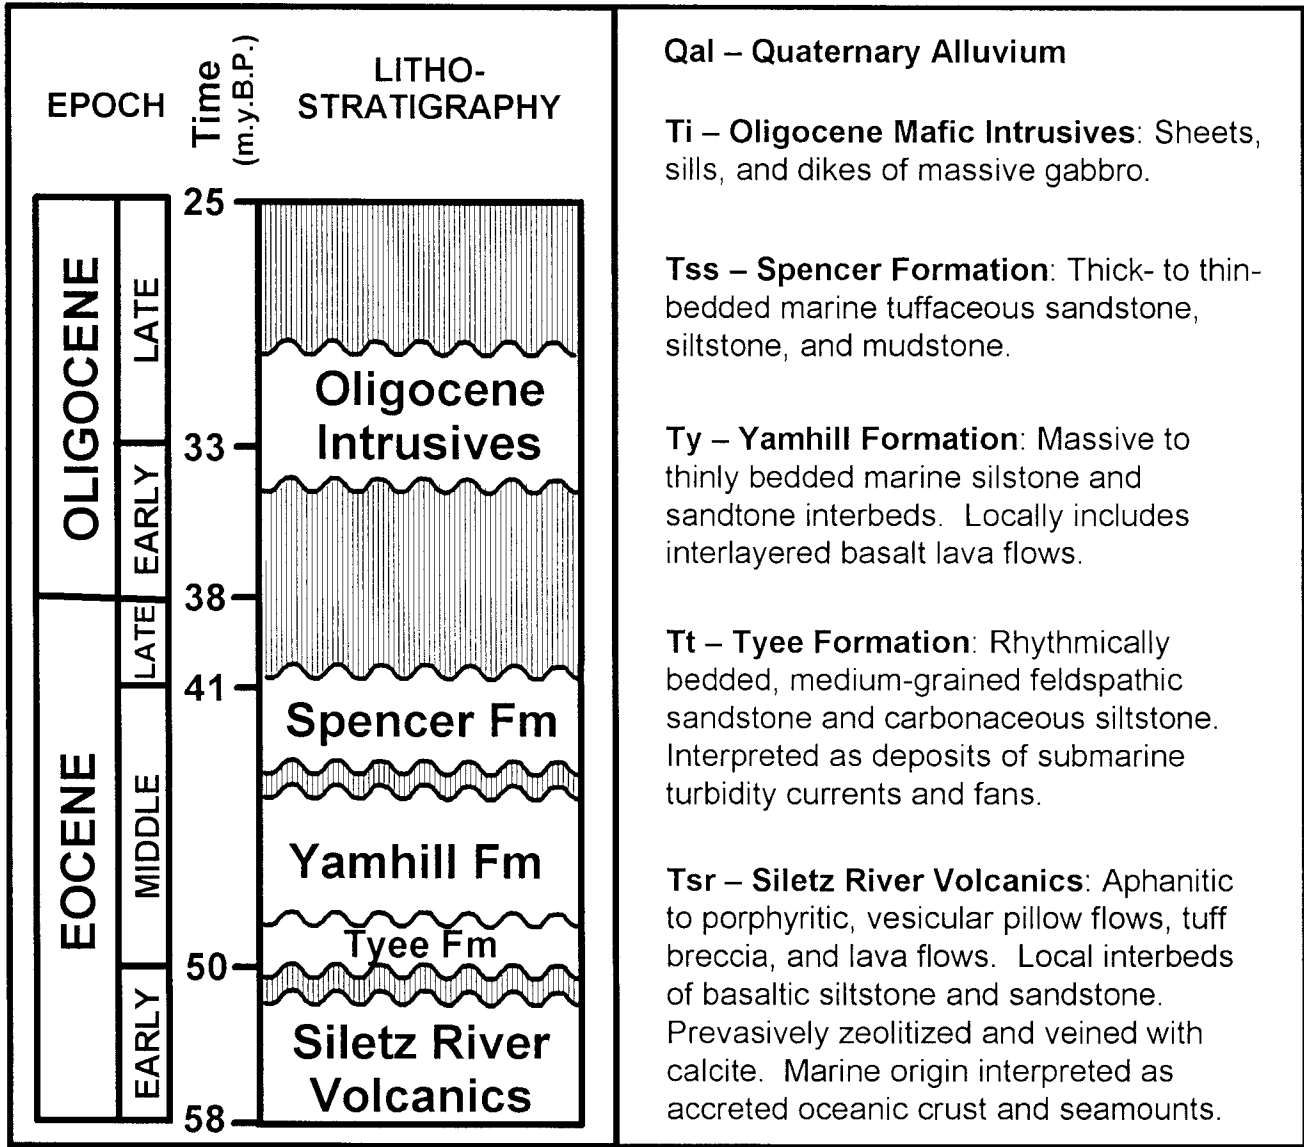 EPOCH
Time
(m.y.B.P.)
LITHO-
STRATIGRAPHY
OLIGOCENE
LATE
EARLY
EOCENE
LATE
MIDDLE
EARLY
25
33
38
41
50
58
Oligocene
Intrusives
Spencer Fm
Yamhill Fm
Tyee Fm
Siletz River
Volcanics
Qal – Quaternary Alluvium
Ti – Oligocene Mafic Intrusives: Sheets,
sills, and dikes of massive gabbro.
Tss – Spencer Formation: Thick- to thin-
bedded marine tuffaceous sandstone,
siltstone, and mudstone.
Ty – Yamhill Formation: Massive to
thinly bedded marine silstone and
sandtone interbeds. Locally includes
interlayered basalt lava flows.
Tt – Tyee Formation: Rhythmically
bedded, medium-grained feldspathic
sandstone and carbonaceous siltstone.
Interpreted as deposits of submarine
turbidity currents and fans.
Tsr – Siletz River Volcanics: Aphanitic
to porphyritic, vesicular pillow flows, tuff
breccia, and lava flows. Local interbeds
of basaltic siltstone and sandstone.
Prevasively zeolitized and veined with
calcite. Marine origin interpreted as
accreted oceanic crust and seamounts.